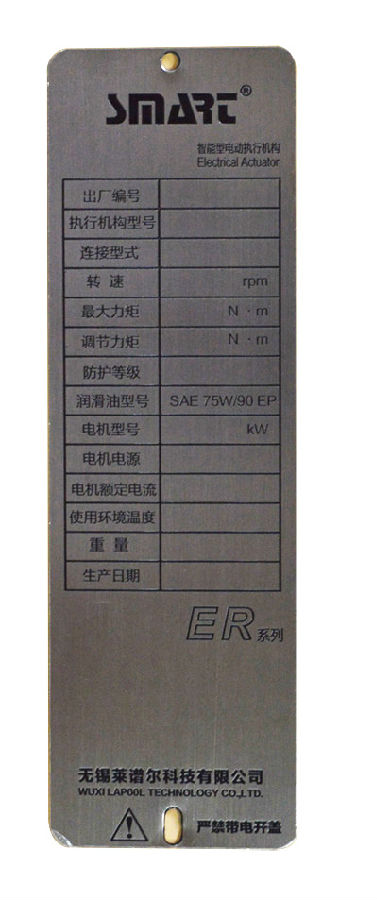 SMART®
智能型电动执行机构
Electrical Actuator
出厂编号
执行机构型号
连接型式
转 速 rpm
最大力矩 N·m
调节力矩 N·m
防护等级
润滑油型号 SAE 75W/90 EP
电机型号 kW
电机电源
电机额定电流
使用环境温度
重 量
生产日期
ER系列
无锡莱谱尔科技有限公司
WUXI LAPOOL TECHNOLOGY CO.,LTD.
严禁带电开盖